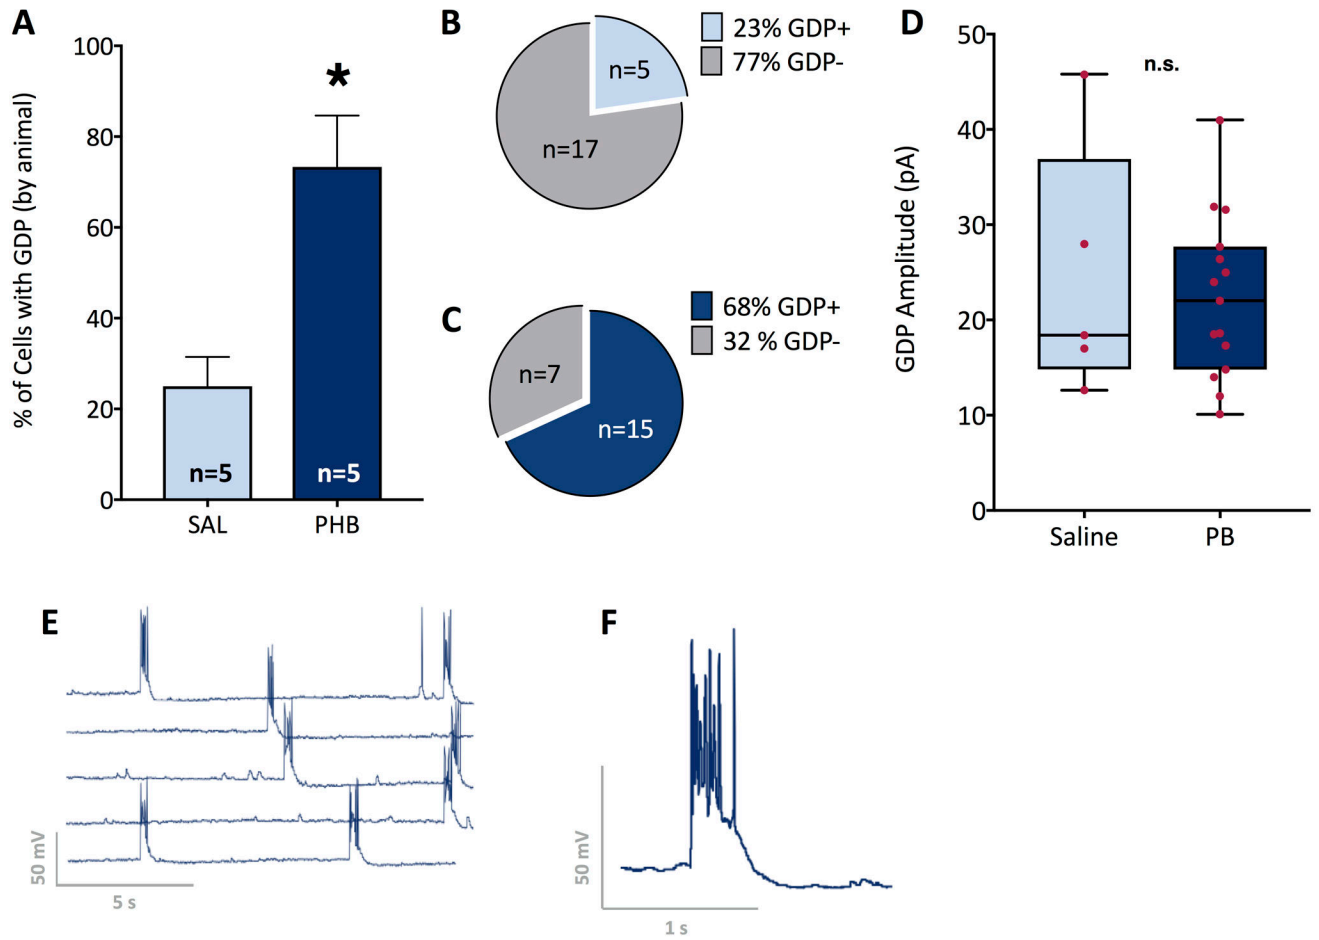 A
% of Cells with GDP (by animal)
100
80
60
40
20
0
*
n=5
n=5
SAL
PHB
B
n=5
n=17
23% GDP+
77% GDP-
C
n=7
n=15
68% GDP+
32 % GDP-
D
GDP Amplitude (pA)
50
40
30
20
10
0
n.s.
Saline
PB
E
50 mV
5 s
F
50 mV
1 s